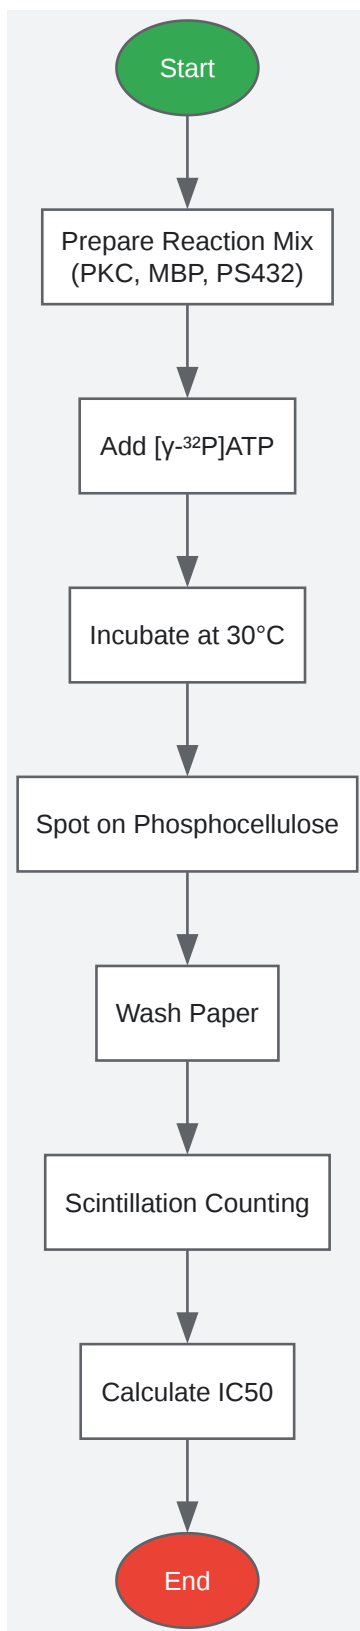 Start
Prepare Reaction Mix
(PKC, MBP, PS432)
Add [γ-³²P]ATP
Incubate at 30°C
Spot on Phosphocellulose
Wash Paper
Scintillation Counting
Calculate IC50
End